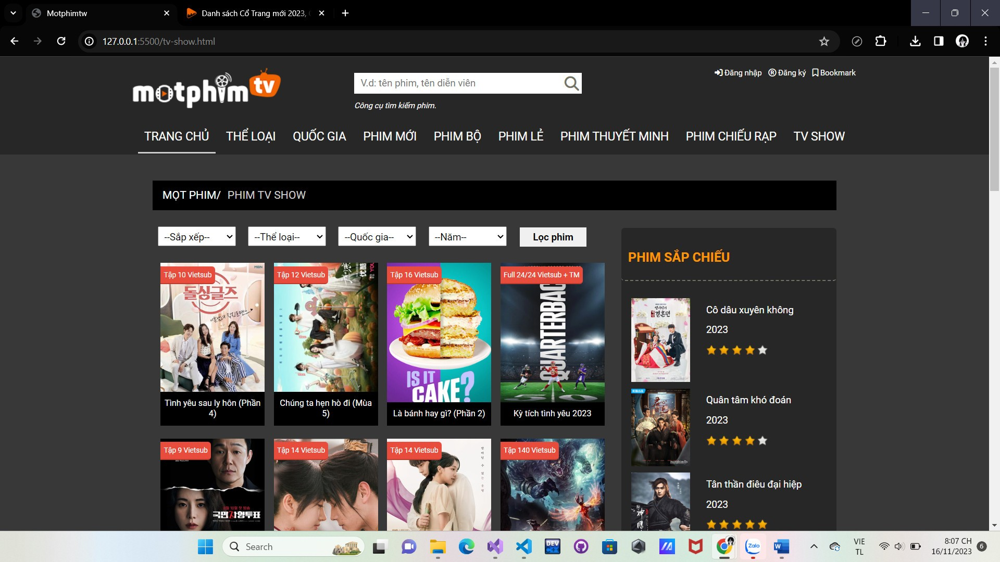 Motphimtw
Danh sách Cổ Trang mới 2023,
127.0.0.1:5500/tv-show.html
motphim tv
V.d: tên phim, tên diễn viên
Công cụ tìm kiếm phim.
Đăng nhập ® Đăng ký Bookmark
TRANG CHỦ THỂ LOẠI QUỐC GIA PHIM MỚI PHIM BỘ PHIM LẺ PHIM THUYẾT MINH PHIM CHIẾU RẠP TV SHOW
MỌT PHIM/ PHIM TV SHOW
--Sắp xếp-- --Thể loại-- --Quốc gia-- --Năm-- Lọc phim
Tập 10 Vietsub
MBN
돌싱글즈
Tình yêu sau ly hôn (Phần
4)
Tập 12 Vietsub
优酷
YOU
Chúng ta hẹn hò đi (Mùa
5)
Tập 16 Vietsub
IS IT
CAKE?
Là bánh hay gì? (Phần 2)
Full 24/24 Vietsub + TM
QUARTERBACK
Kỳ tích tình yêu 2023
Tập 9 Vietsub
국민사형투표
Tập 14 Vietsub
Tập 14 Vietsub
Tập 140 Vietsub
PHIM SẮP CHIẾU
Cô dâu xuyên không
2023
Quân tâm khó đoán
2023
motphim
Tân thần điêu đại hiệp
2023
Search
DEV
C++
Zalo
W
VIE
TL
8:07 CH
16/11/2023
6